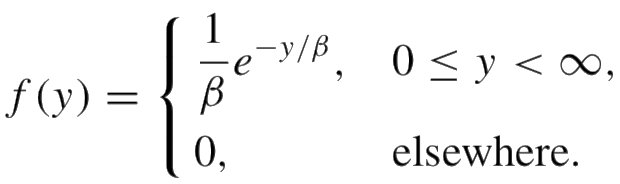 f(y) = { 1/β e^{−y/β}, 0 ≤ y < ∞,
0, elsewhere.